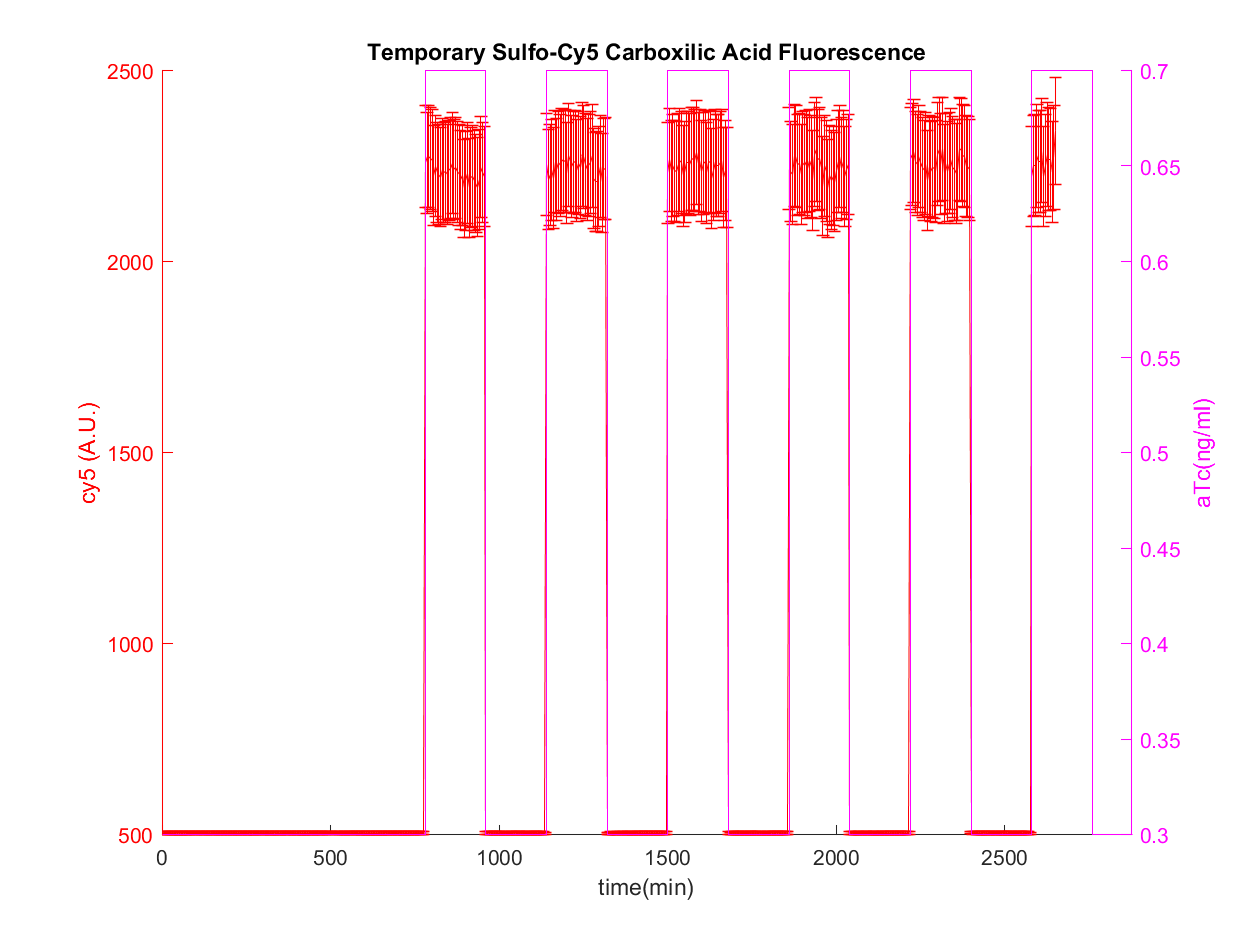 Temporary Sulfo-Cy5 Carboxilic Acid Fluorescence
2500
2000
1500
1000
500
cy5 (A.U.)
0.7
0.65
0.6
0.55
0.5
0.45
0.4
0.35
0.3
aTc(ng/ml)
0 500 1000 1500 2000 2500
time(min)